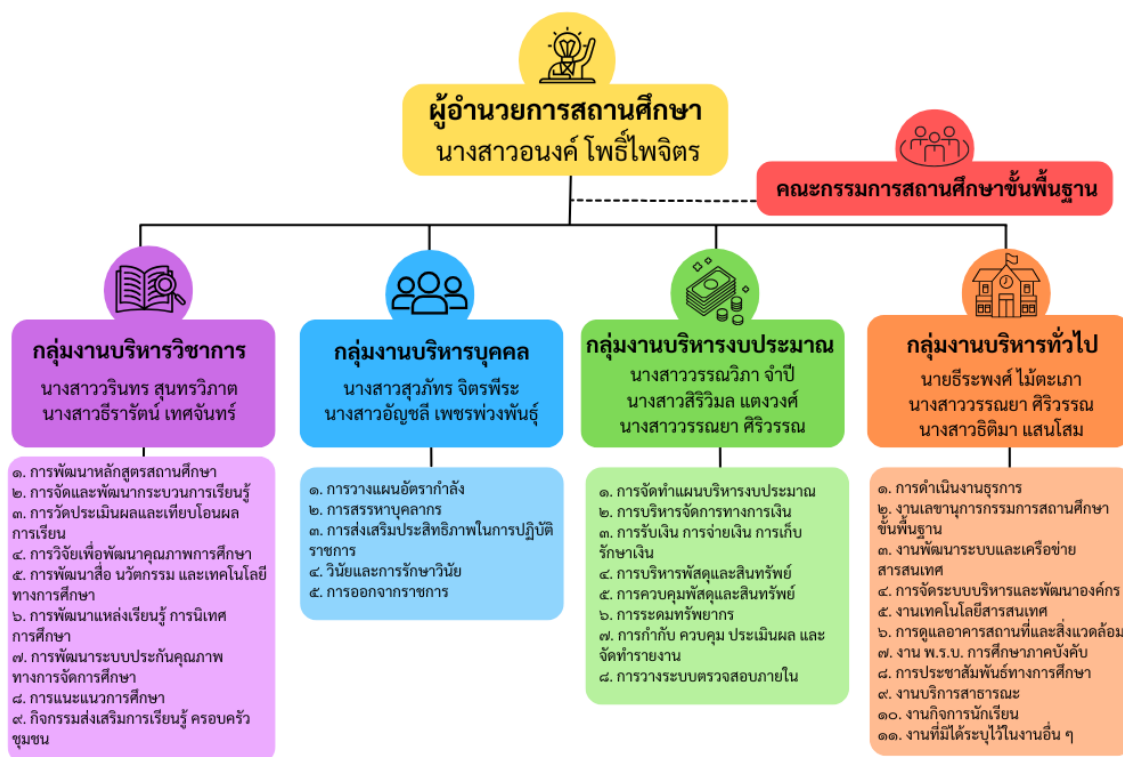 ผู้อำนวยการสถานศึกษา
นางสาวอนงค์ โพธิ์ไพจิตร
คณะกรรมการสถานศึกษาขั้นพื้นฐาน
กลุ่มงานบริหารวิชาการ
นางสาววรินทร สุนทรวิภาต
นางสาวธีรารัตน์ เทศจันทร์
๑. การพัฒนาหลักสูตรสถานศึกษา
๒. การจัดและพัฒนากระบวนการเรียนรู้
๓. การวัดประเมินผลและเทียบโอนผล
การเรียน
๔. การวิจัยเพื่อพัฒนาคุณภาพการศึกษา
๕. การพัฒนาสื่อ นวัตกรรม และเทคโนโลยี
ทางการศึกษา
๖. การพัฒนาแหล่งเรียนรู้ การนิเทศ
การศึกษา
๗. การพัฒนาระบบประกันคุณภาพ
ทางการจัดการศึกษา
๘. การแนะแนวการศึกษา
๙. กิจกรรมส่งเสริมการเรียนรู้ ครอบครัว
ชุมชน
กลุ่มงานบริหารบุคคล
นางสาวสุวภัทร จิตรพีระ
นางสาวอัญชลี เพชรพ่วงพันธุ์
๑. การวางแผนอัตรากำลัง
๒. การสรรหาบุคลากร
๓. การส่งเสริมประสิทธิภาพในการปฏิบัติ
ราชการ
๔. วินัยและการรักษาวินัย
๕. การออกจากราชการ
กลุ่มงานบริหารงบประมาณ
นางสาววรรณวิภา จำปี
นางสาวสิริวิมล แตงวงศ์
นางสาววรรณยา ศิริวรรณ
๑. การจัดทำแผนบริหารงบประมาณ
๒. การบริหารจัดการทางการเงิน
๓. การรับเงิน การจ่ายเงิน การเก็บ
รักษาเงิน
๔. การบริหารพัสดุและสินทรัพย์
๕. การควบคุมพัสดุและสินทรัพย์
๖. การระดมทรัพยากร
๗. การกำกับ ควบคุม ประเมินผล และ
จัดทำรายงาน
๘. การวางระบบตรวจสอบภายใน
กลุ่มงานบริหารทั่วไป
นายธีระพงศ์ ไม้ตะเภา
นางสาววรรณยา ศิริวรรณ
นางสาวธิติมา แสนโสม
๑. การดำเนินงานธุรการ
๒. งานเลขานุการกรรมการสถานศึกษา
ขั้นพื้นฐาน
๓. งานพัฒนาระบบและเครือข่าย
สารสนเทศ
๔. การจัดระบบบริหารและพัฒนาองค์กร
๕. งานเทคโนโลยีสารสนเทศ
๖. การดูแลอาคารสถานที่และสิ่งแวดล้อม
๗. งาน พ.ร.บ. การศึกษาภาคบังคับ
๘. การประชาสัมพันธ์ทางการศึกษา
๙. งานบริการสาธารณะ
๑๐. งานกิจการนักเรียน
๑๑. งานที่มิได้ระบุไว้ในงานอื่น ๆ